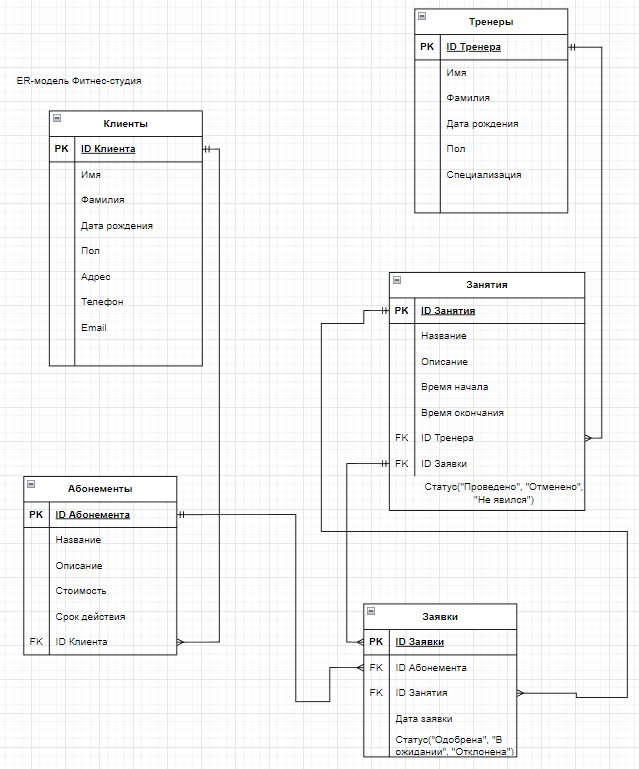 Тренеры
PK ID Тренера
Имя
Фамилия
Дата рождения
Пол
Специализация
ER-модель Фитнес-студия
Клиенты
PK ID Клиента
Имя
Фамилия
Дата рождения
Пол
Адрес
Телефон
Email
Занятия
PK ID Занятия
Название
Описание
Время начала
Время окончания
FK ID Тренера
FK ID Заявки
Статус("Проведено", "Отменено",
"Не явился")
Абонементы
PK ID Абонемента
Название
Описание
Стоимость
Срок действия
FK ID Клиента
Заявки
PK ID Заявки
FK ID Абонемента
FK ID Занятия
Дата заявки
Статус("Одобрена", "В
ожидании", "Отклонена")